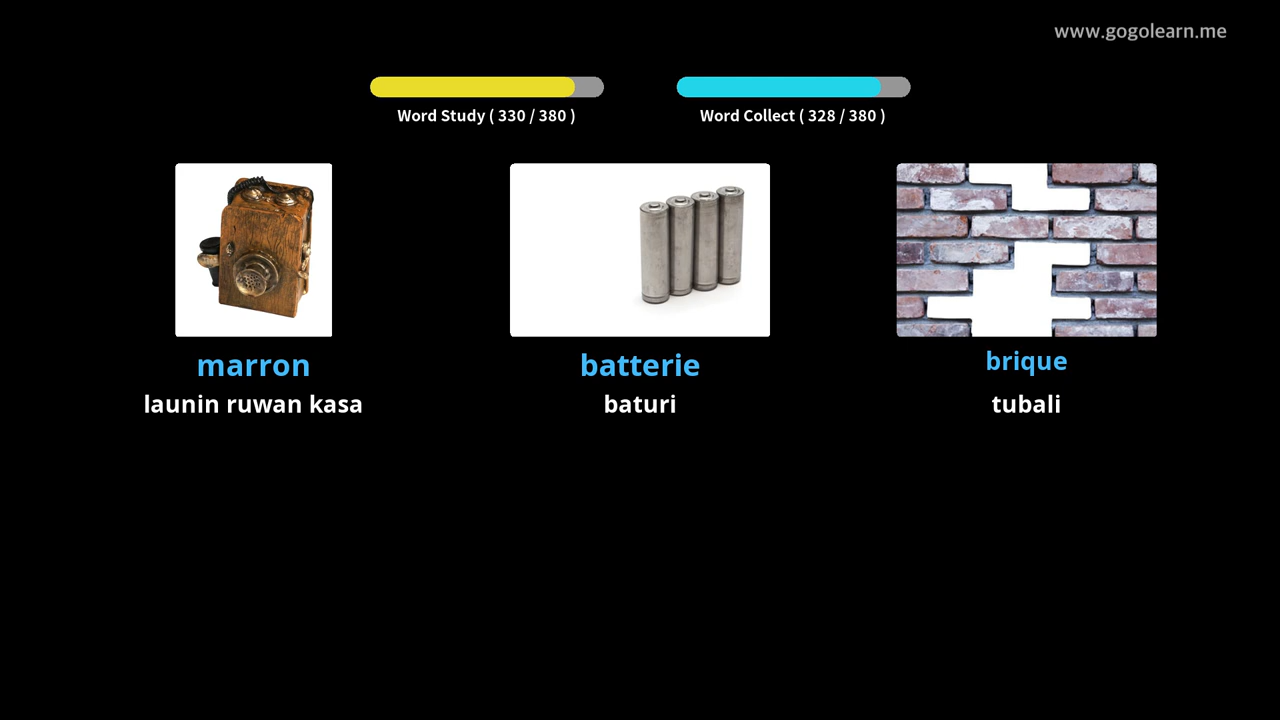 www.gogolearn.me
Word Study ( 330 / 380 )
Word Collect ( 328 / 380 )
marron
launin ruwan kasa
batterie
baturi
brique
tubali